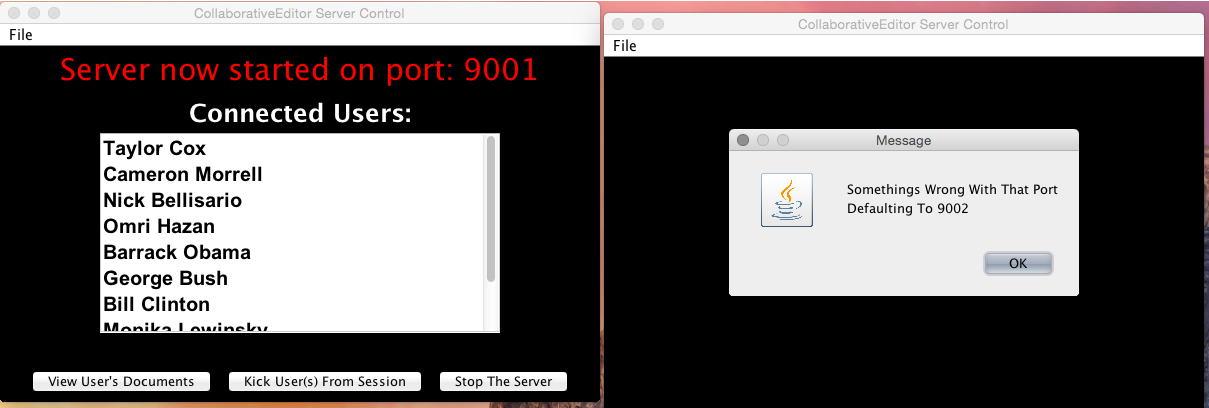 CollaborativeEditor Server Control
File
Server now started on port: 9001
Connected Users:
Taylor Cox
Cameron Morrell
Nick Bellisario
Omri Hazan
Barrack Obama
George Bush
Bill Clinton
Monika Lewinsky
View User's Documents
Kick User(s) From Session
Stop The Server
CollaborativeEditor Server Control
File
Message
Somethings Wrong With That Port
Defaulting To 9002
OK